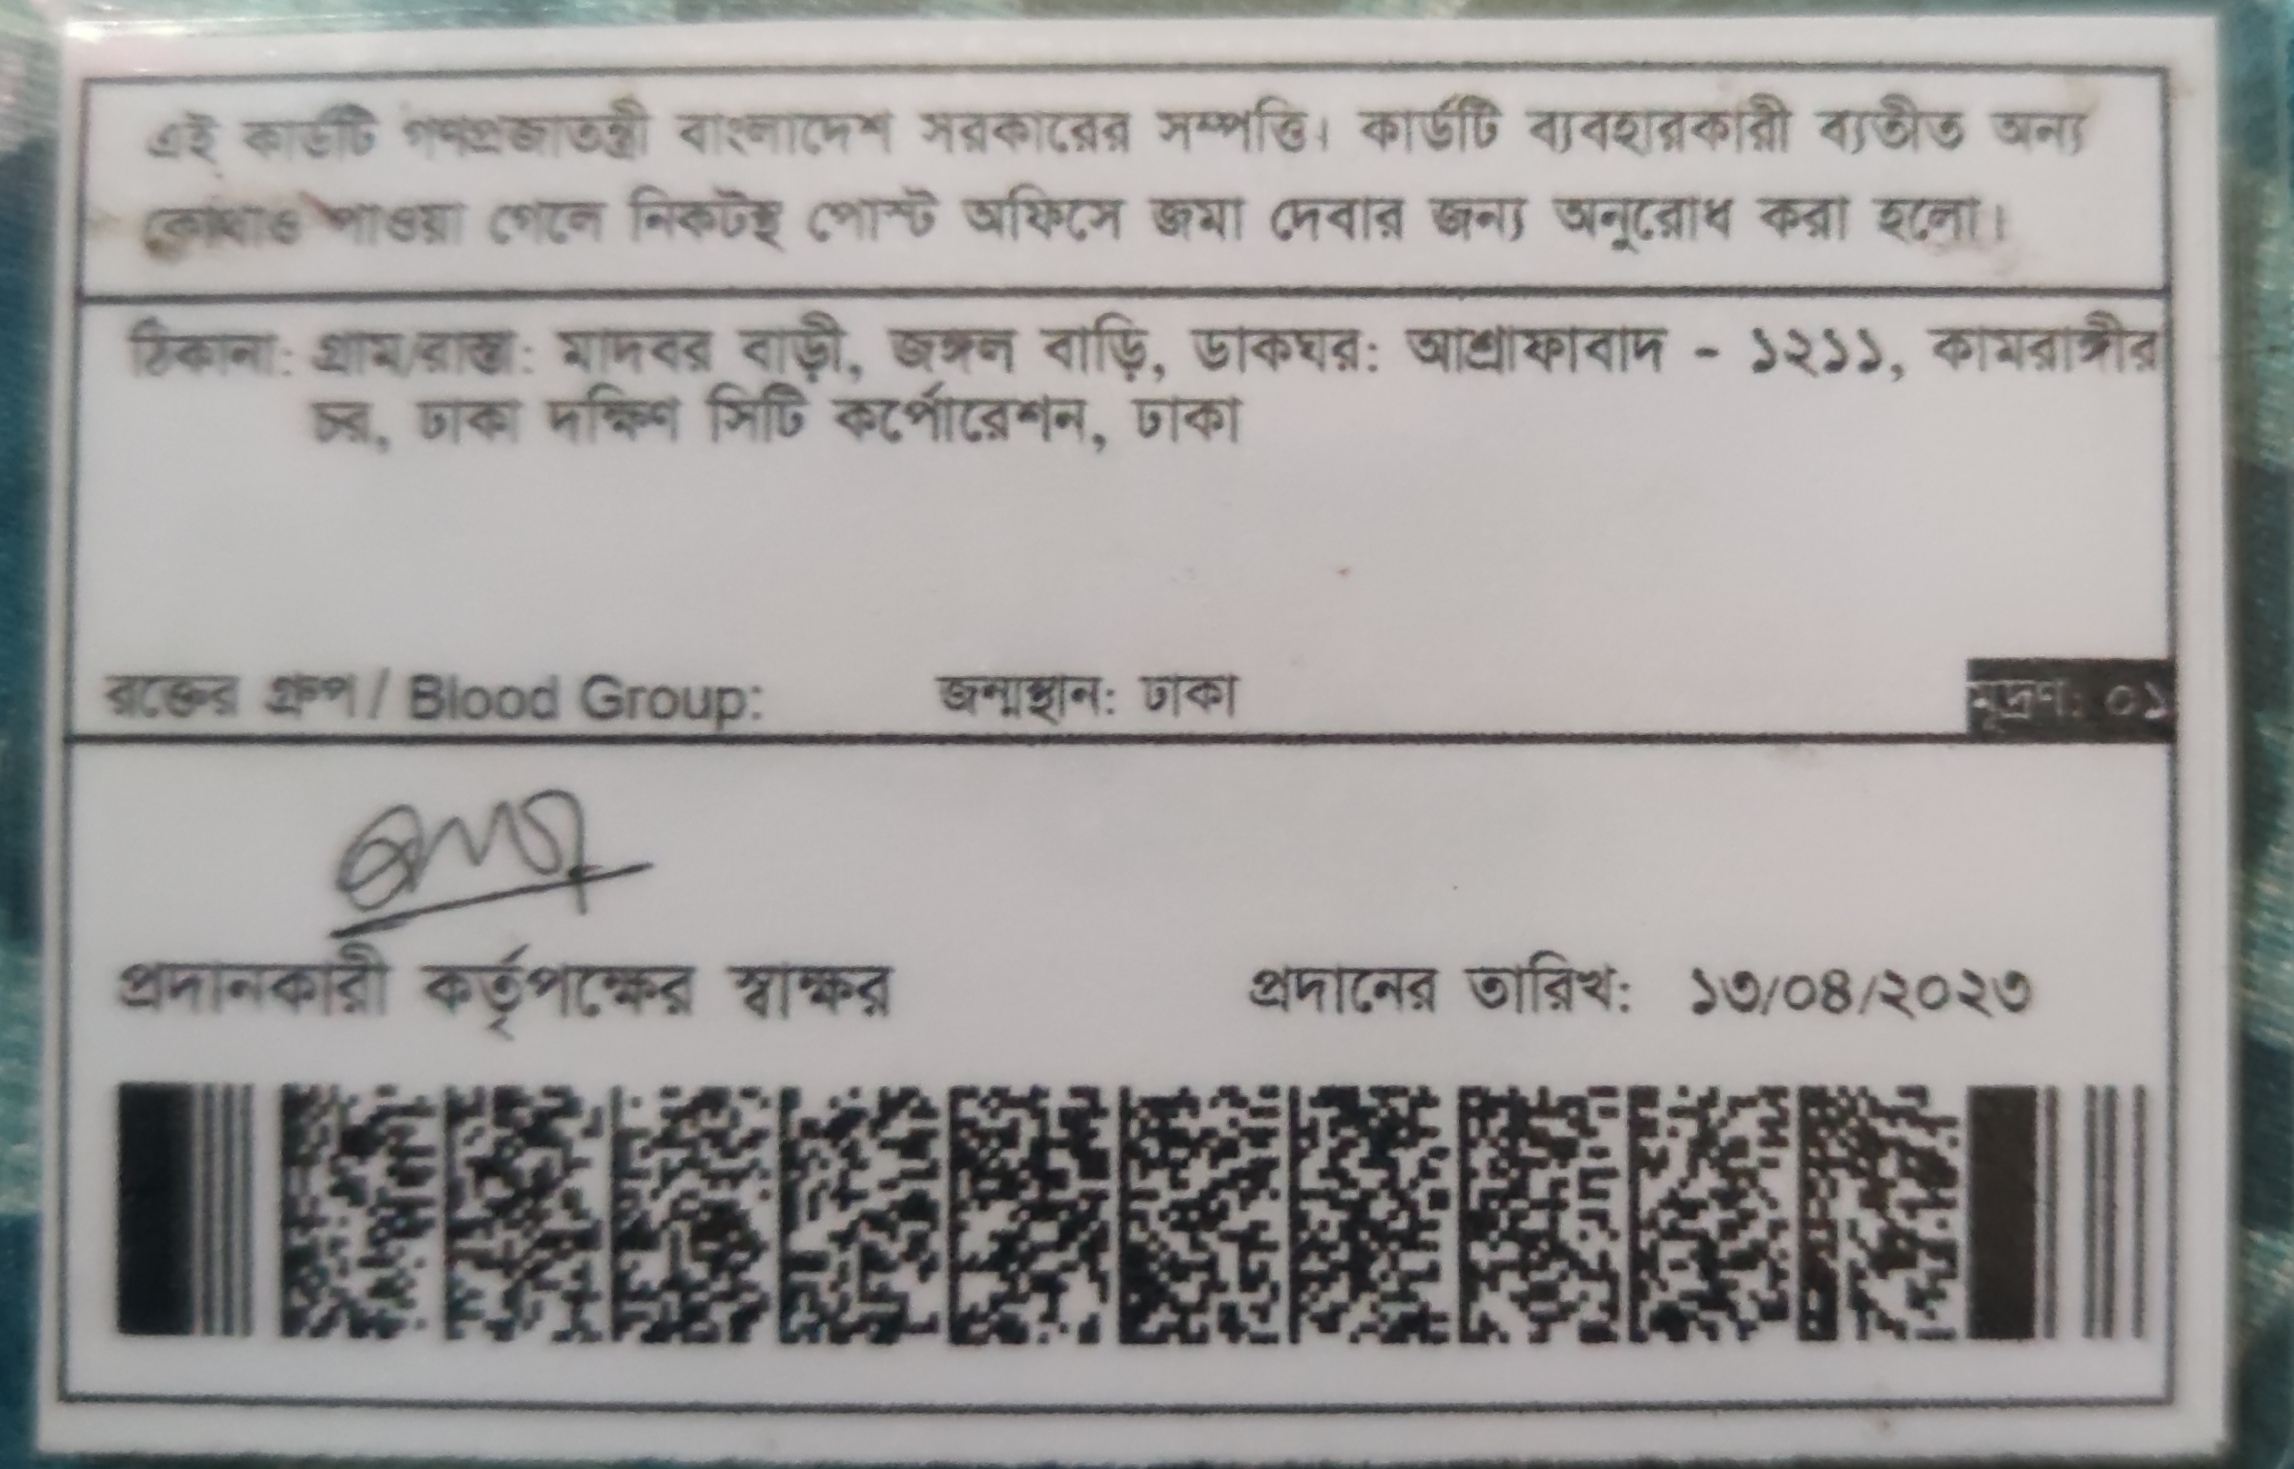 এই কার্ডটি গণপ্রজাতন্ত্রী বাংলাদেশ সরকারের সম্পত্তি। কার্ডটি ব্যবহারকারী ব্যতীত অন্য
কোথাও পাওয়া গেলে নিকটস্থ পোস্ট অফিসে জমা দেবার জন্য অনুরোধ করা হলো।
ঠিকানা: গ্রাম/রাস্তা: মাদবর বাড়ী, জঙ্গল বাড়ি, ডাকঘর: আশ্রাফাবাদ - ১২১১, কামরাঙ্গীর
চর, ঢাকা দক্ষিণ সিটি কর্পোরেশন, ঢাকা
রক্তের গ্রুপ / Blood Group: জন্মস্থান: ঢাকা মুদ্রণ: ০১
প্রদানকারী কর্তৃপক্ষের স্বাক্ষর প্রদানের তারিখ: ১৩/০৪/২০২৩